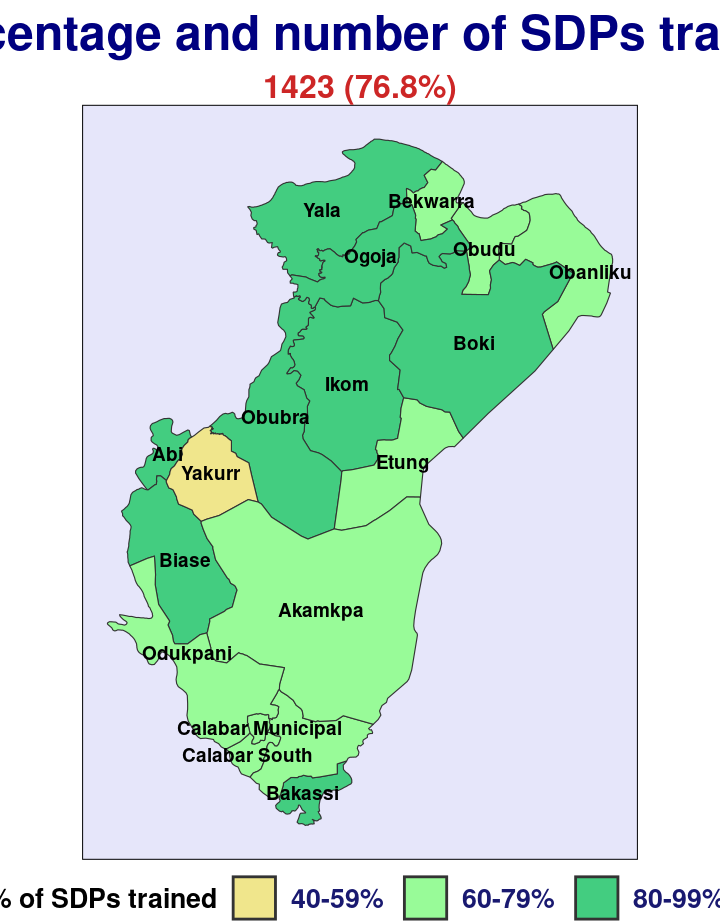 centage and number of SDPs tra
1423 (76.8%)
Bekwarra
Yala
Obudu
Ogoja
Obanliku
Boki
Ikom
Obubra
Abi
Etung
Yakurr
Biase
Akamkpa
Odukpani
Calabar Municipal
Calabar South
Bakassi
% of SDPs trained 40-59% 60-79% 80-99%